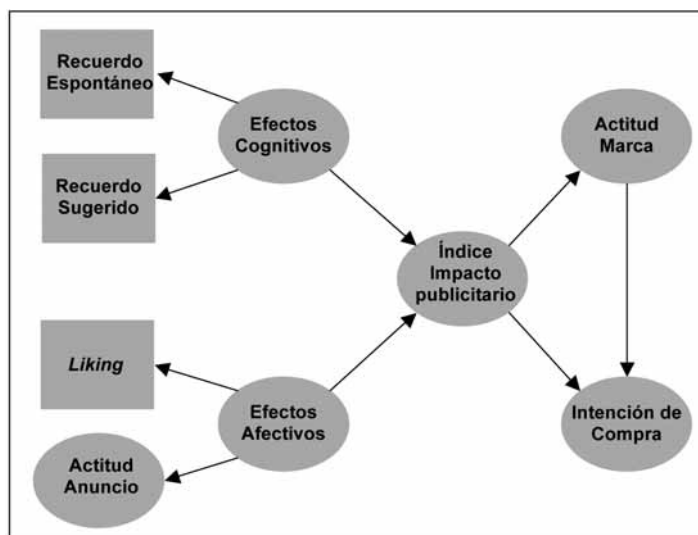 Recuerdo
Espontáneo
Efectos
Cognitivos
Actitud
Marca
Recuerdo
Sugerido
Índice
Impacto
publicitario
Liking
Efectos
Afectivos
Intención de
Compra
Actitud
Anuncio